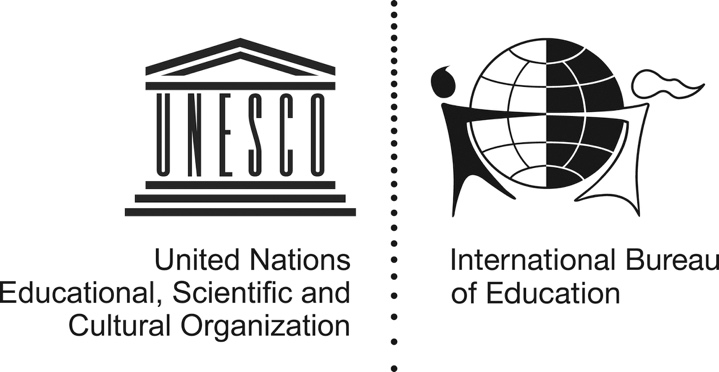 UNESCO
United Nations
Educational, Scientific and
Cultural Organization
International Bureau
of Education